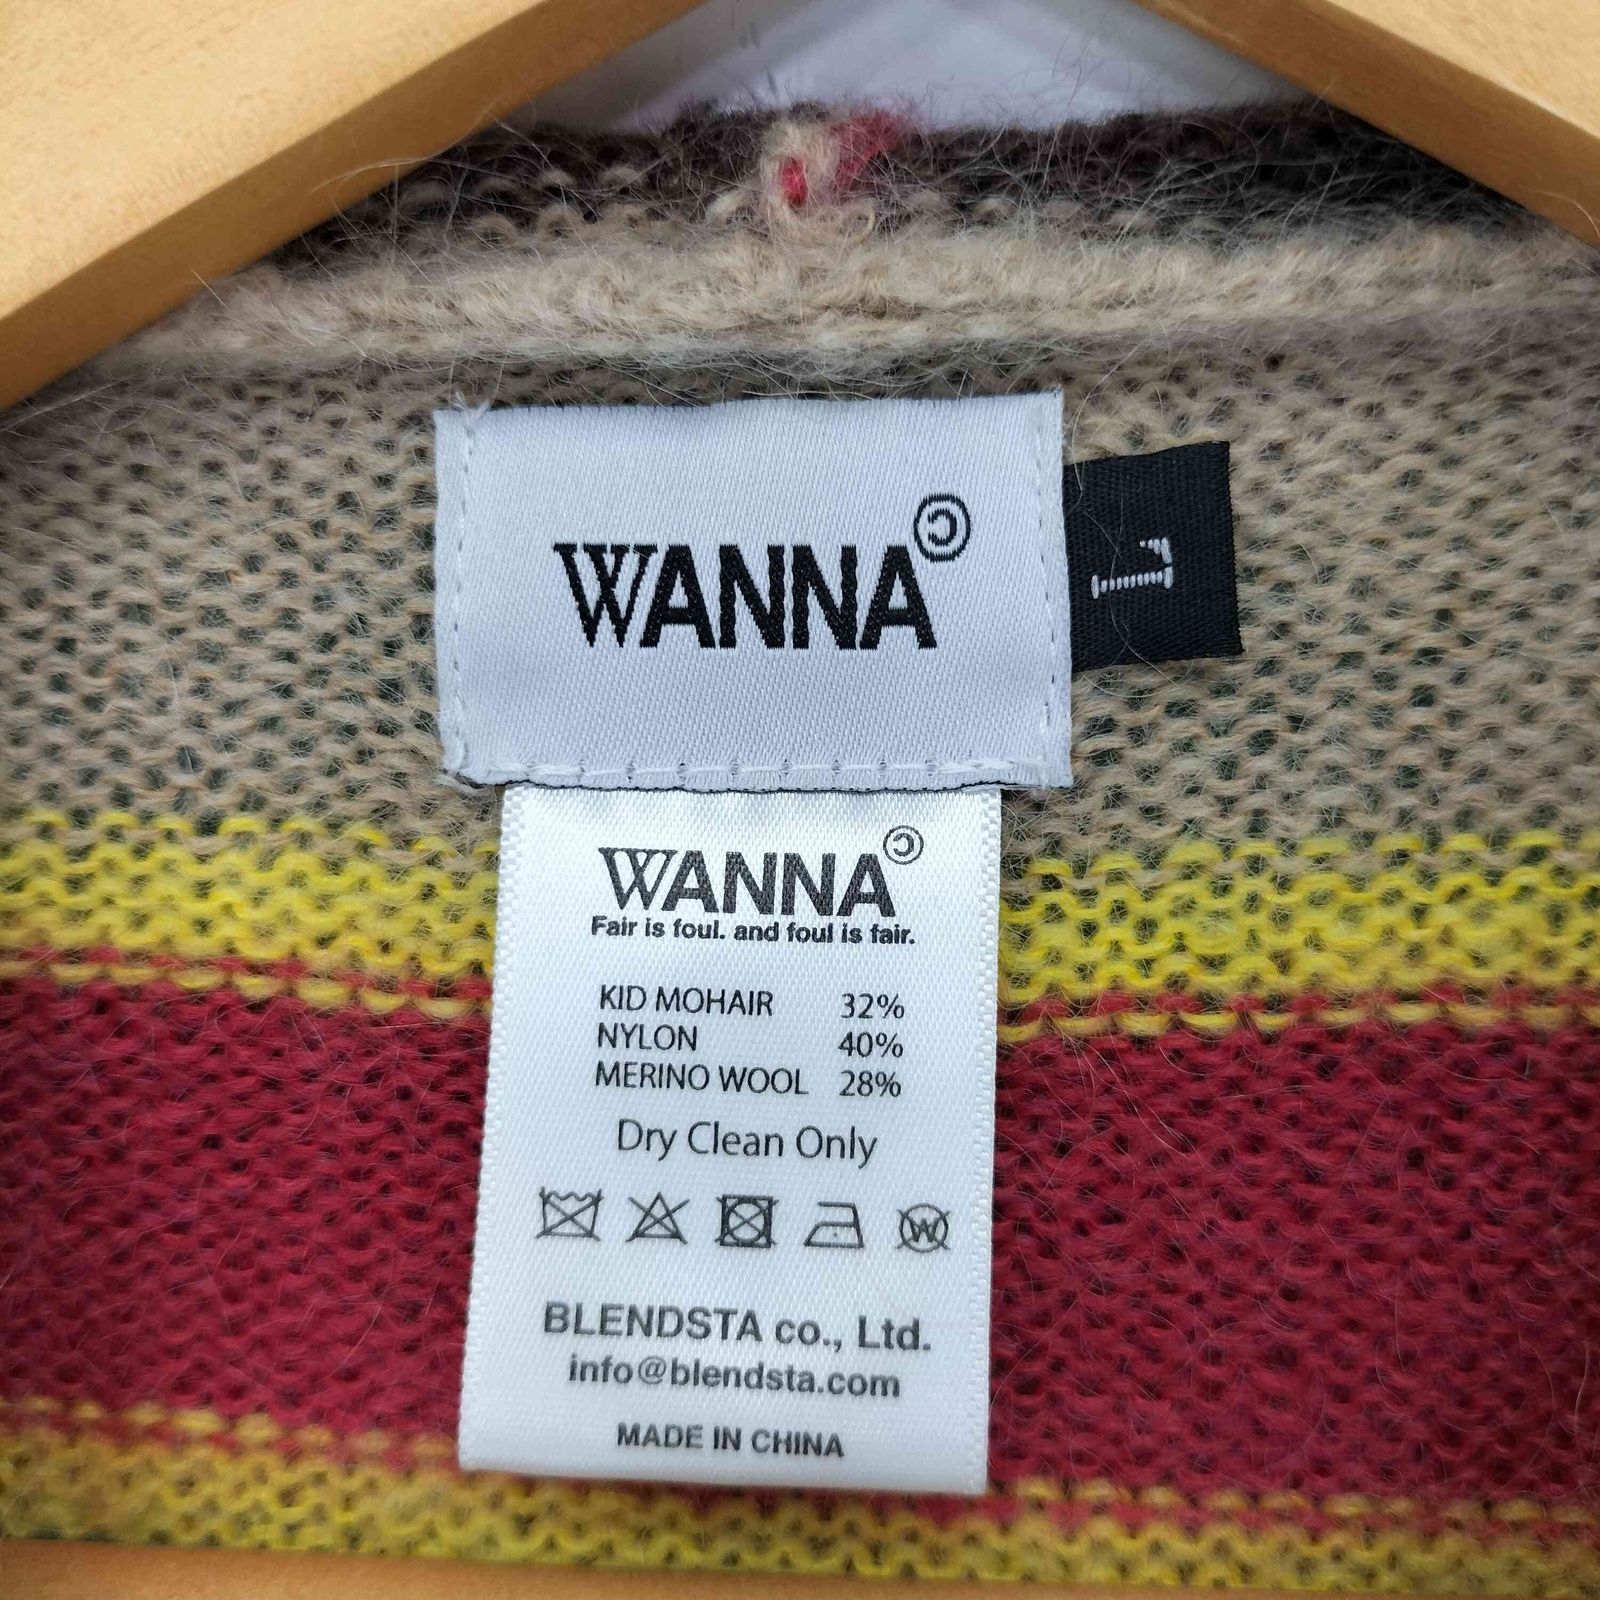 WANNA©
L
WANNA©
Fair is foul. and foul is fair.
KID MOHAIR 32%
NYLON 40%
MERINO WOOL 28%
Dry Clean Only
W
BLENDSTA co., Ltd.
info@blendsta.com
MADE IN CHINA